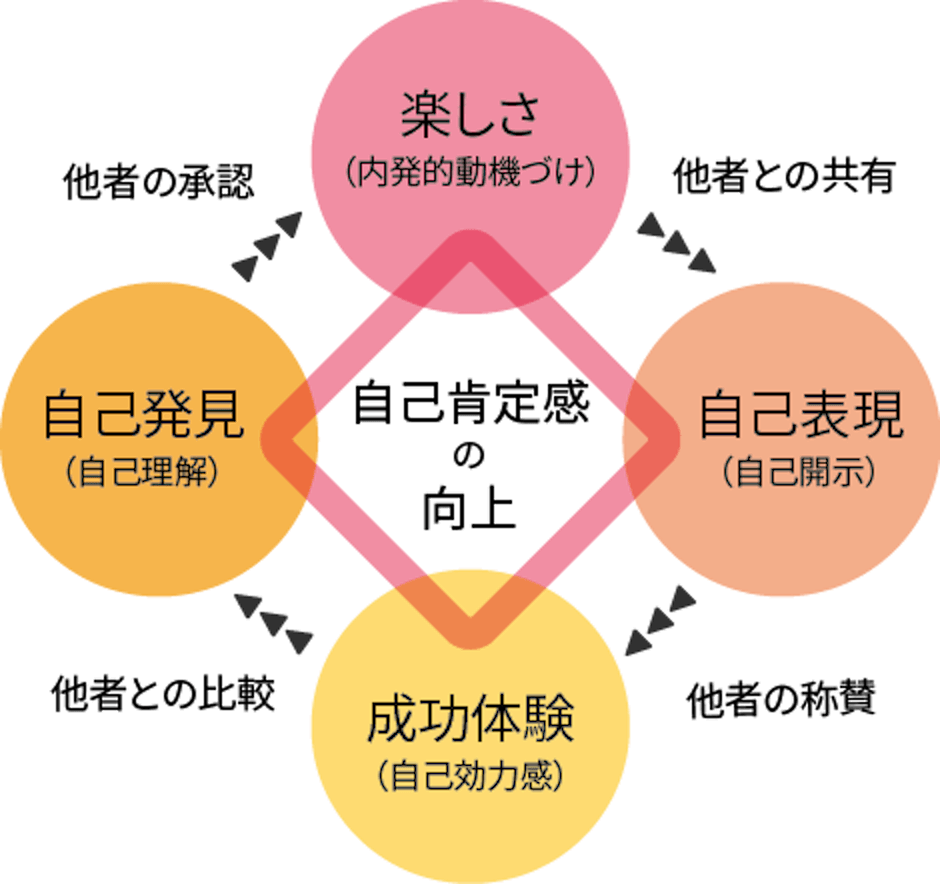 楽しさ
（内発的動機づけ）
他者の承認
他者との共有
自己発見
（自己理解）
自己肯定感
の
向上
自己表現
（自己開示）
他者との比較
他者の称賛
成功体験
（自己効力感）